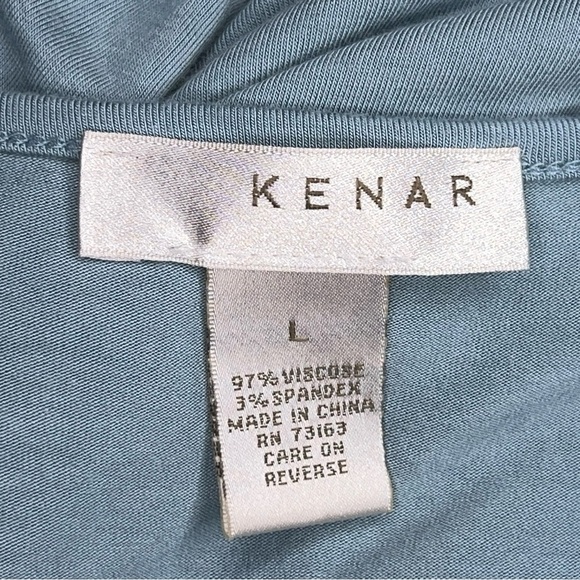 KENAR
L
97% VISCOSE
3% SPANDEX
MADE IN CHINA
RN 73163
CARE ON
REVERSE